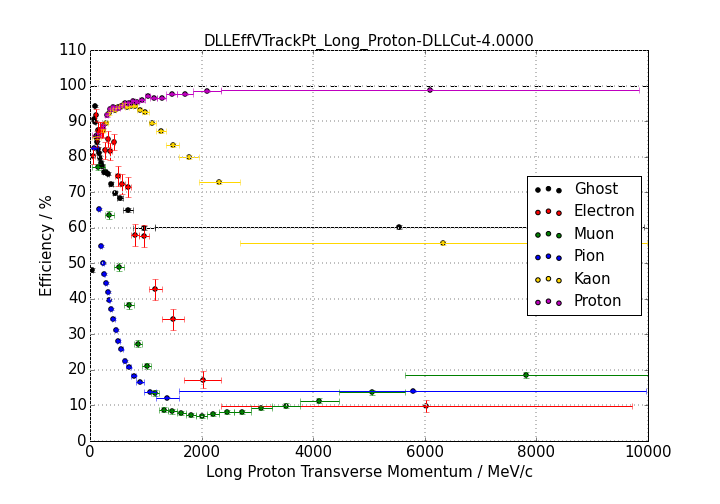 DLLEffVTrackPt_Long_Proton-DLLCut-4.0000
110
100
90
80
70
60
50
40
30
20
10
0
Efficiency / %
Ghost
Electron
Muon
Pion
Kaon
Proton
0 2000 4000 6000 8000 10000
Long Proton Transverse Momentum / MeV/c